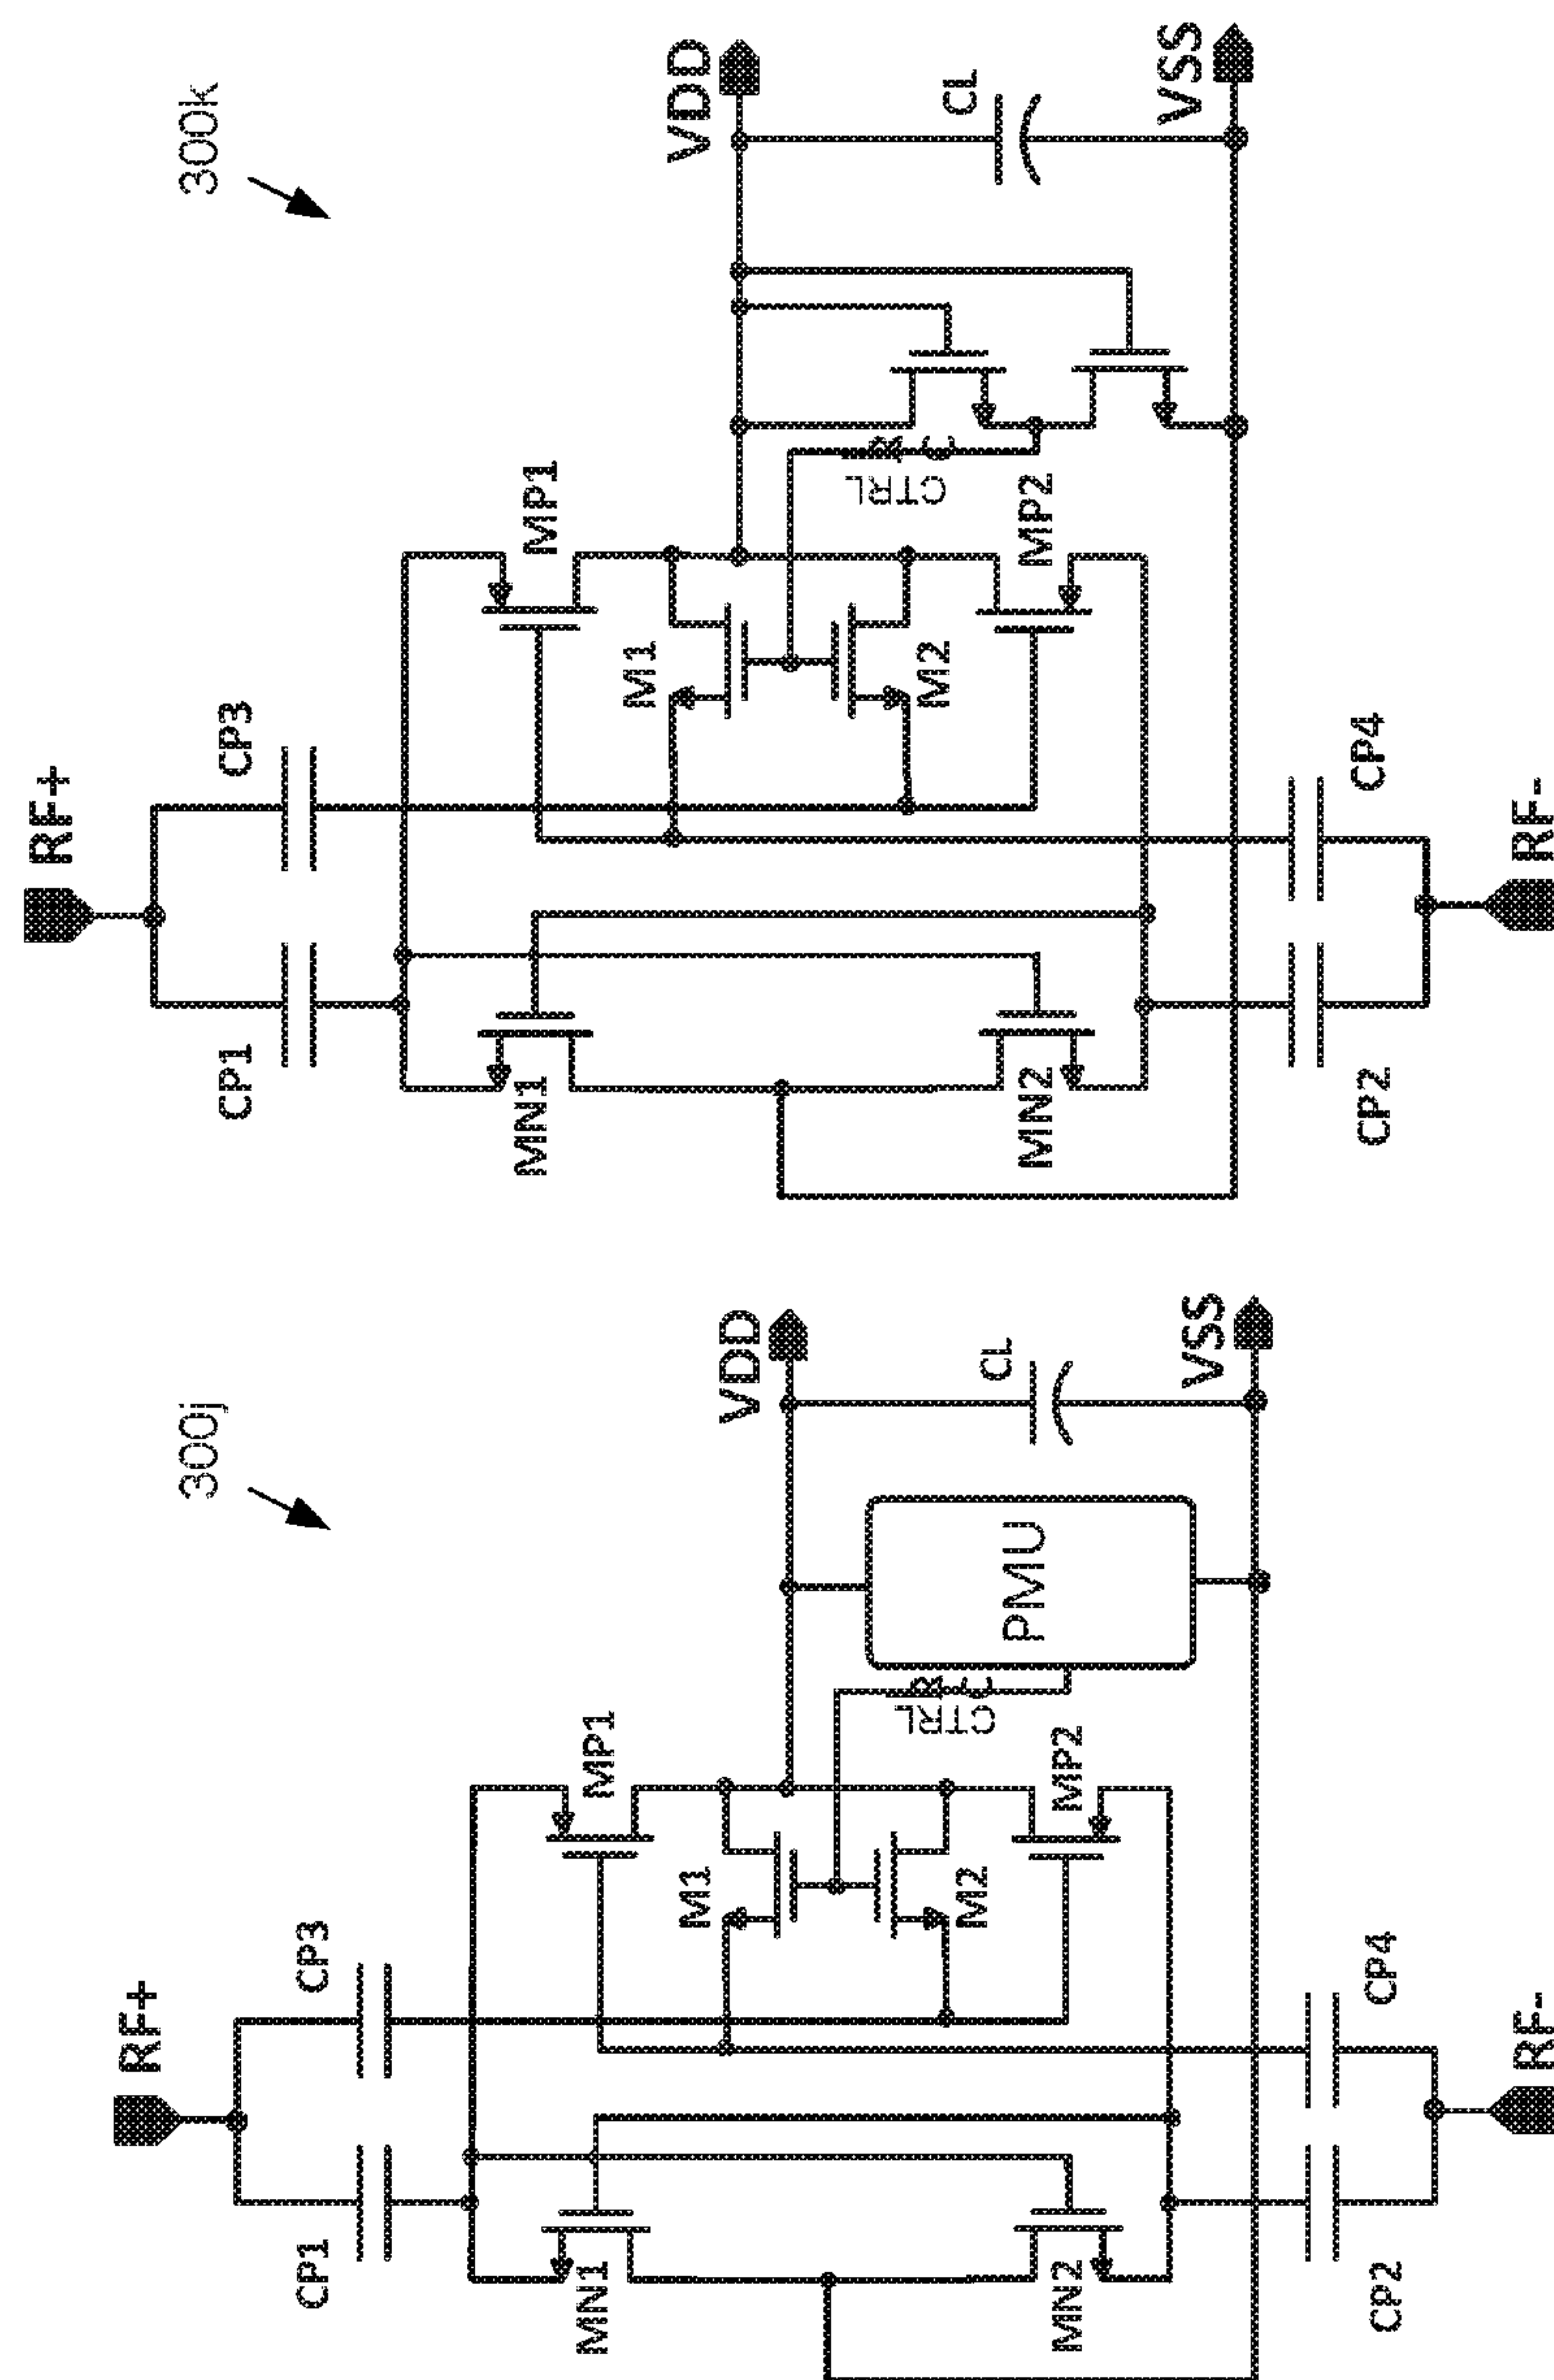 300k
RF+
CP1
CP3
MN1
MP1
M1
M2
MN2
MP2
CTRL
VDD
CL
VSS
CP2
CP4
RF-
300j
RF+
CP1
CP3
MN1
MP1
M1
M2
MN2
MP2
CTRL
PMU
VDD
CL
VSS
CP2
CP4
RF-